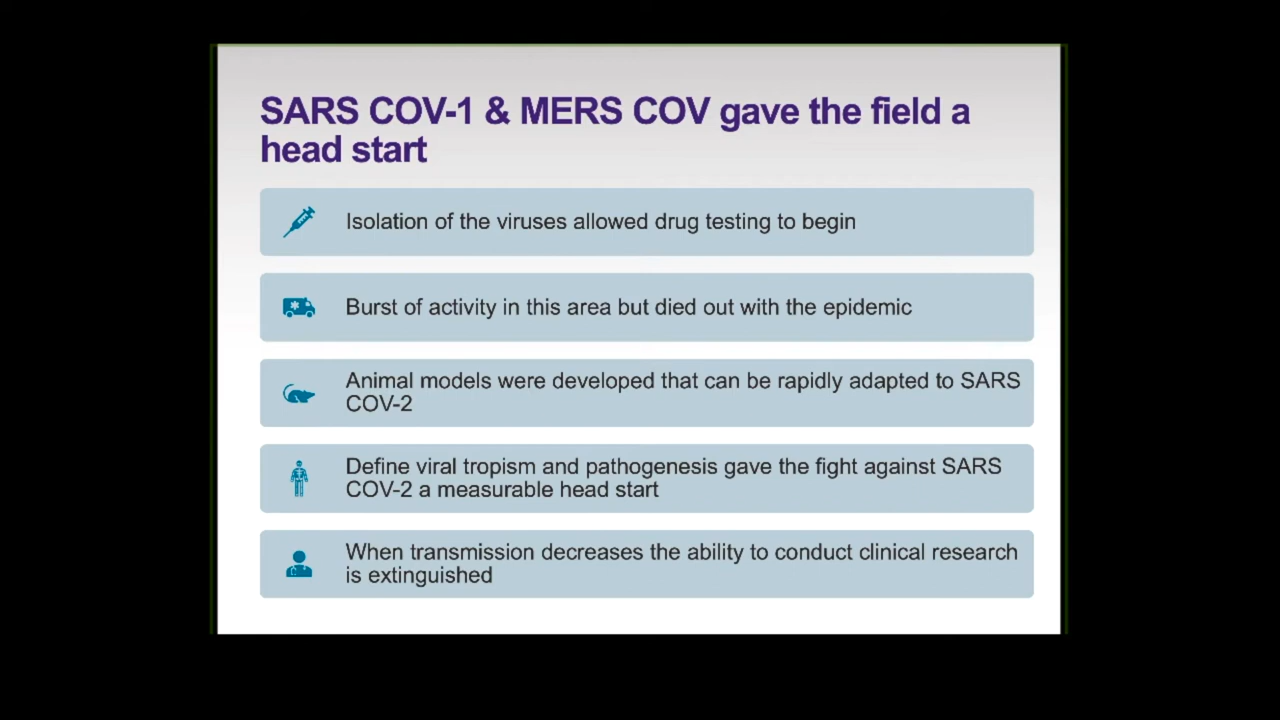 SARS COV-1 & MERS COV gave the field a
head start
Isolation of the viruses allowed drug testing to begin
Burst of activity in this area but died out with the epidemic
Animal models were developed that can be rapidly adapted to SARS
COV-2
Define viral tropism and pathogenesis gave the fight against SARS
COV-2 a measurable head start
When transmission decreases the ability to conduct clinical research
is extinguished